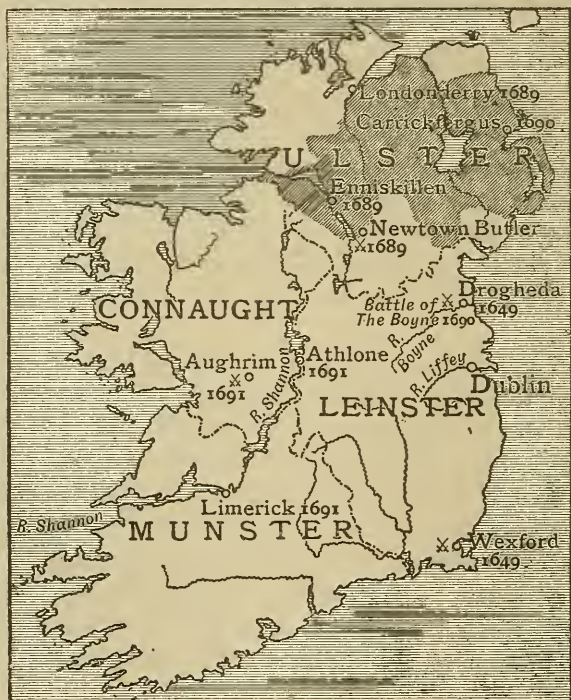 Londonderry 1689
Carrickfergus 1690
ULSTER
Enniskillen
1689
Newtown Butler
1689
CONNAUGHT
Drogheda
1649
Battle of
The Boyne 1690
R.
Boyne
Aughrim
1691
R. Shannon
Athlone
1691
R. Liffey
Dublin
LEINSTER
Limerick 1691
R. Shannon
MUNSTER
Wexford
1649